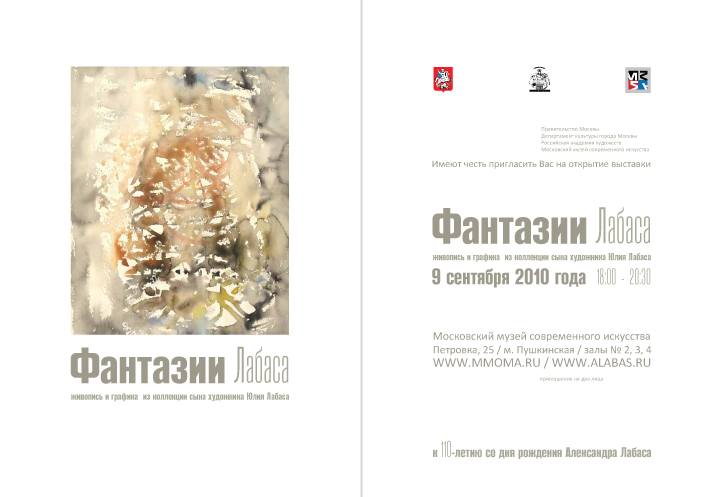 Фантазии Лабаса
живопись и графика из коллекции сына художника Юлия Лабаса
Правительство Москвы
Департамент культуры города Москвы
Российская академия художеств
Московский музей современного искусства
Имеют честь пригласить Вас на открытие выставки
Фантазии Лабаса
живопись и графика из коллекции сына художника Юлия Лабаса
9 сентября 2010 года 18:00 - 20:30
Московский музей современного искусства
Петровка, 25 / м. Пушкинская / залы № 2, 3, 4
WWW.MMOMA.RU / WWW.ALABAS.RU
приглашение на два лица
к 110-летию со дня рождения Александра Лабаса